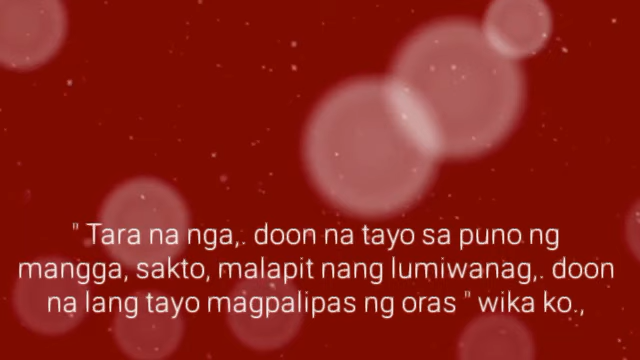 " Tara na nga,. doon na tayo sa puno ng
mangga, sakto, malapit nang lumiwanag,. doon
na lang tayo magpalipas ng oras " wika ko.,